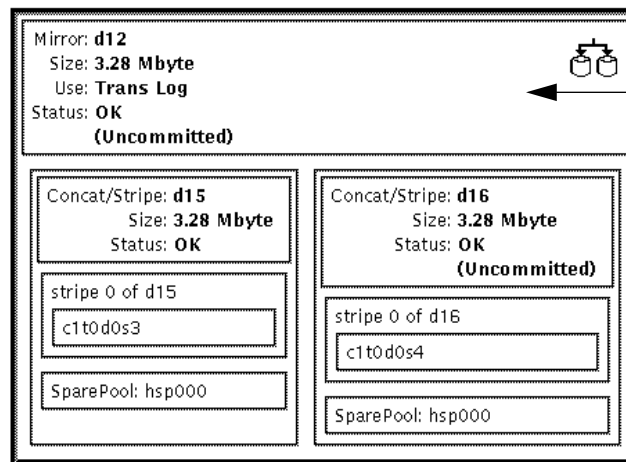 Mirror: d12
Size: 3.28 Mbyte
Use: Trans Log
Status: OK
(Uncommitted)
Concat/Stripe: d15
Size: 3.28 Mbyte
Status: OK
stripe 0 of d15
c1t0d0s3
SparePool: hsp000
Concat/Stripe: d16
Size: 3.28 Mbyte
Status: OK
(Uncommitted)
stripe 0 of d16
c1t0d0s4
SparePool: hsp000